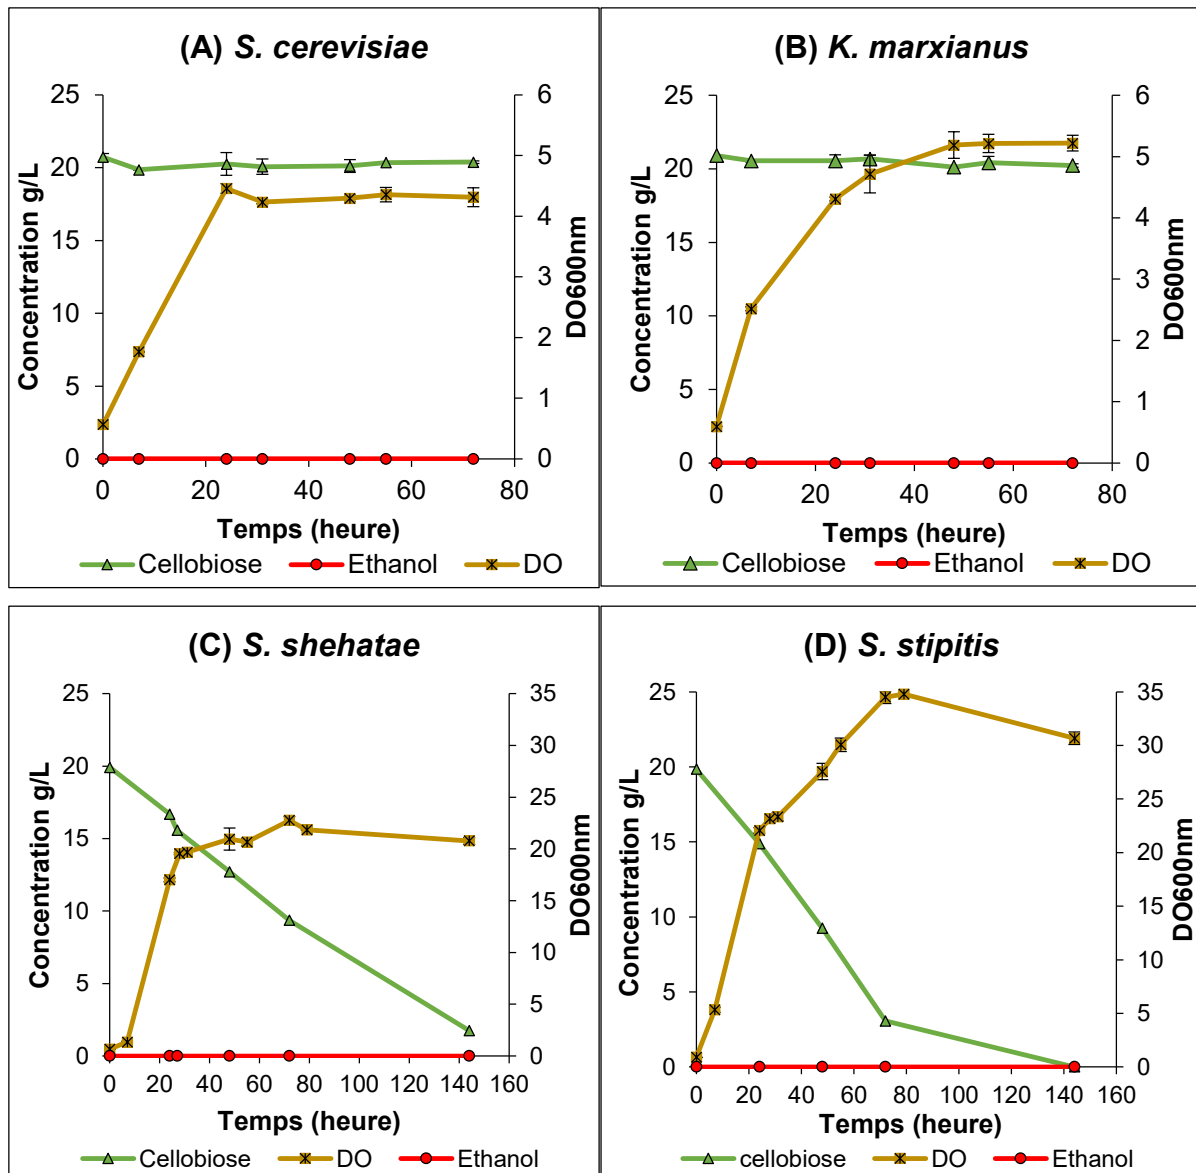 (A) S. cerevisiae
25
20
15
10
5
0
Concentration g/L
6
5
4
3
2
1
0
DO600nm
0 20 40 60 80
Temps (heure)
Cellobiose Ethanol DO
(B) K. marxianus
25
20
15
10
5
0
Concentration g/L
6
5
4
3
2
1
0
DO600nm
0 20 40 60 80
Temps (heure)
Cellobiose Ethanol DO
(C) S. shehatae
25
20
15
10
5
0
Concentration g/L
35
30
25
20
15
10
5
0
DO600nm
0 20 40 60 80 100 120 140 160
Temps (heure)
Cellobiose DO Ethanol
(D) S. stipitis
25
20
15
10
5
0
Concentration g/L
35
30
25
20
15
10
5
0
DO600nm
0 20 40 60 80 100 120 140 160
Temps (heure)
cellobiose DO Ethanol